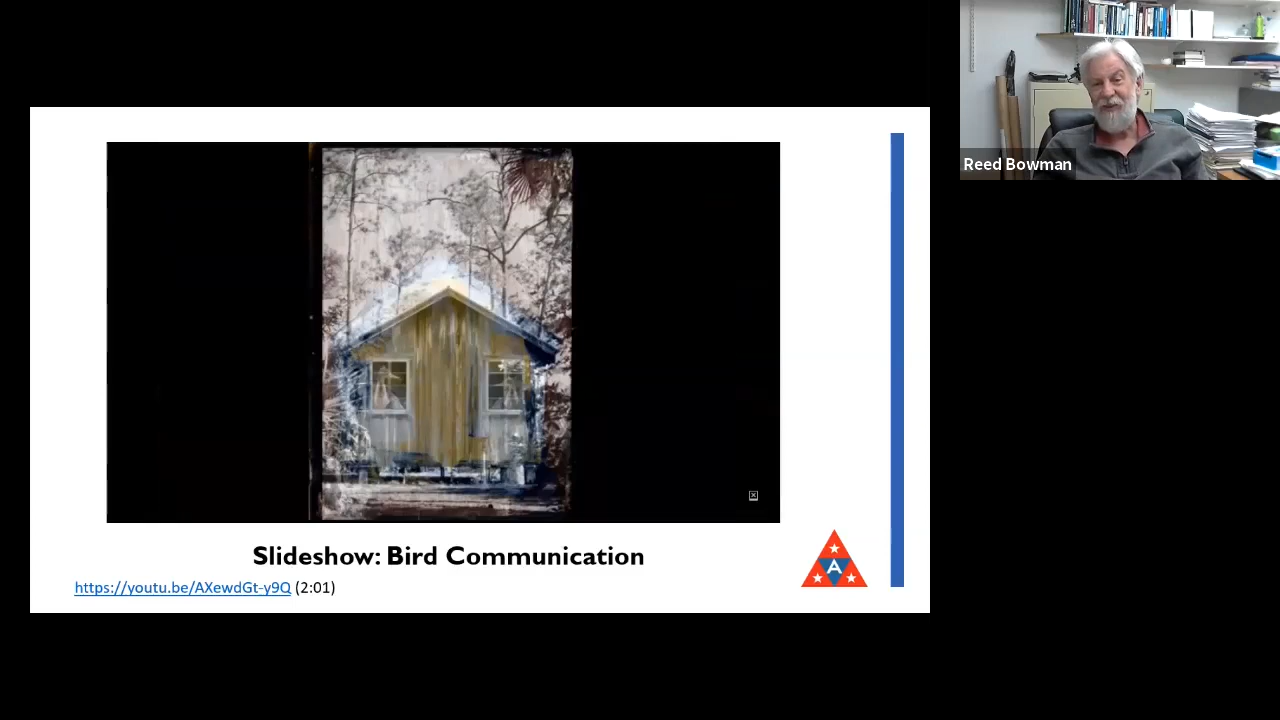 Reed Bowman
Slideshow: Bird Communication
https://youtu.be/AXewdGt-y9Q (2:01)
A